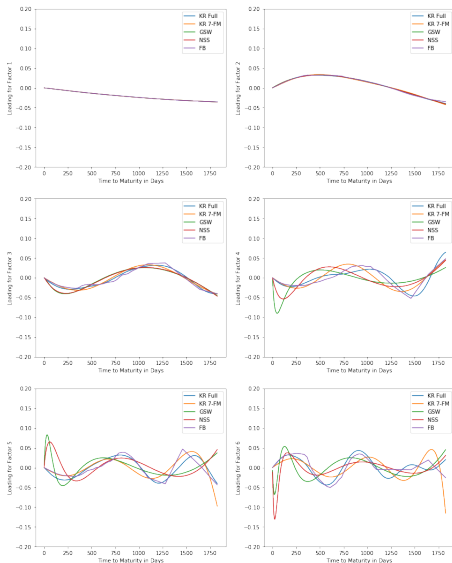 0.20
0.15
0.10
0.05
0.00
−0.05
−0.10
−0.15
−0.20
Loading for Factor 1
KR Full
KR 7-FM
GSW
NSS
FB
0 250 500 750 1000 1250 1500 1750
Time to Maturity in Days
0.20
0.15
0.10
0.05
0.00
−0.05
−0.10
−0.15
−0.20
Loading for Factor 2
KR Full
KR 7-FM
GSW
NSS
FB
0 250 500 750 1000 1250 1500 1750
Time to Maturity in Days
0.20
0.15
0.10
0.05
0.00
−0.05
−0.10
−0.15
−0.20
Loading for Factor 3
KR Full
KR 7-FM
GSW
NSS
FB
0 250 500 750 1000 1250 1500 1750
Time to Maturity in Days
0.20
0.15
0.10
0.05
0.00
−0.05
−0.10
−0.15
−0.20
Loading for Factor 4
KR Full
KR 7-FM
GSW
NSS
FB
0 250 500 750 1000 1250 1500 1750
Time to Maturity in Days
0.20
0.15
0.10
0.05
0.00
−0.05
−0.10
−0.15
−0.20
Loading for Factor 5
KR Full
KR 7-FM
GSW
NSS
FB
0 250 500 750 1000 1250 1500 1750
Time to Maturity in Days
0.20
0.15
0.10
0.05
0.00
−0.05
−0.10
−0.15
−0.20
Loading for Factor 6
KR Full
KR 7-FM
GSW
NSS
FB
0 250 500 750 1000 1250 1500 1750
Time to Maturity in Days